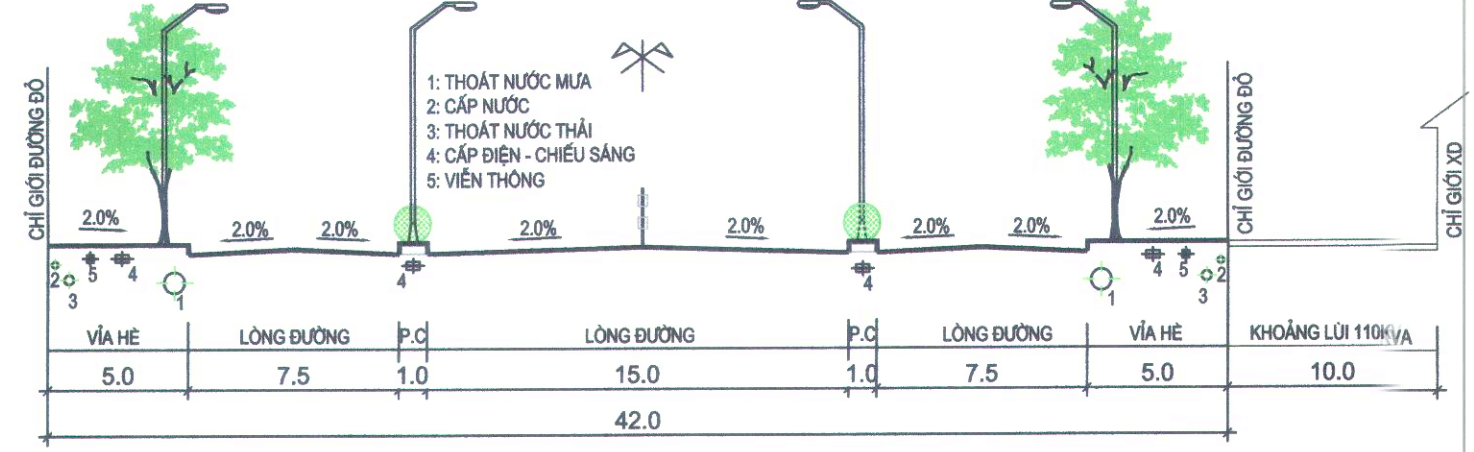 1: THOÁT NƯỚC MƯA
2: CẤP NƯỚC
3: THOÁT NƯỚC THẢI
4: CẤP ĐIỆN - CHIẾU SÁNG
5: VIỄN THÔNG
CHỈ GIỚI ĐƯỜNG ĐỎ
CHỈ GIỚI ĐƯỜNG ĐỎ
CHỈ GIỚI XD
2.0% 2.0% 2.0% 2.0% 2.0% 2.0% 2.0% 2.0%
2 3 5 4 1 4 4 1 4 5 3 2
VỈA HÈ LÒNG ĐƯỜNG P.C LÒNG ĐƯỜNG P.C LÒNG ĐƯỜNG VỈA HÈ KHOẢNG LÙI 110KVA
5.0 7.5 1.0 15.0 1.0 7.5 5.0 10.0
42.0